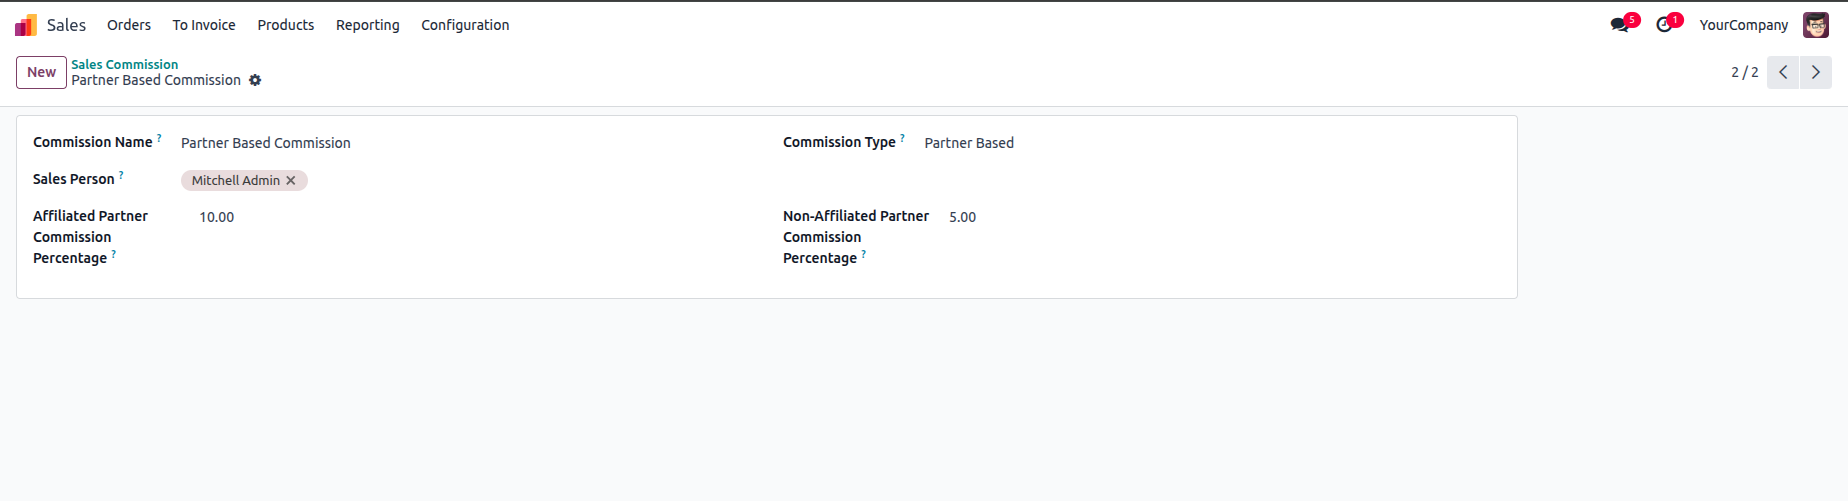 Sales Orders To Invoice Products Reporting Configuration 5 1 YourCompany
New Sales Commission
Partner Based Commission 2 / 2
Commission Name ? Partner Based Commission Commission Type ? Partner Based
Sales Person ? Mitchell Admin
Affiliated Partner 10.00 Non-Affiliated Partner 5.00
Commission Commission
Percentage ? Percentage ?